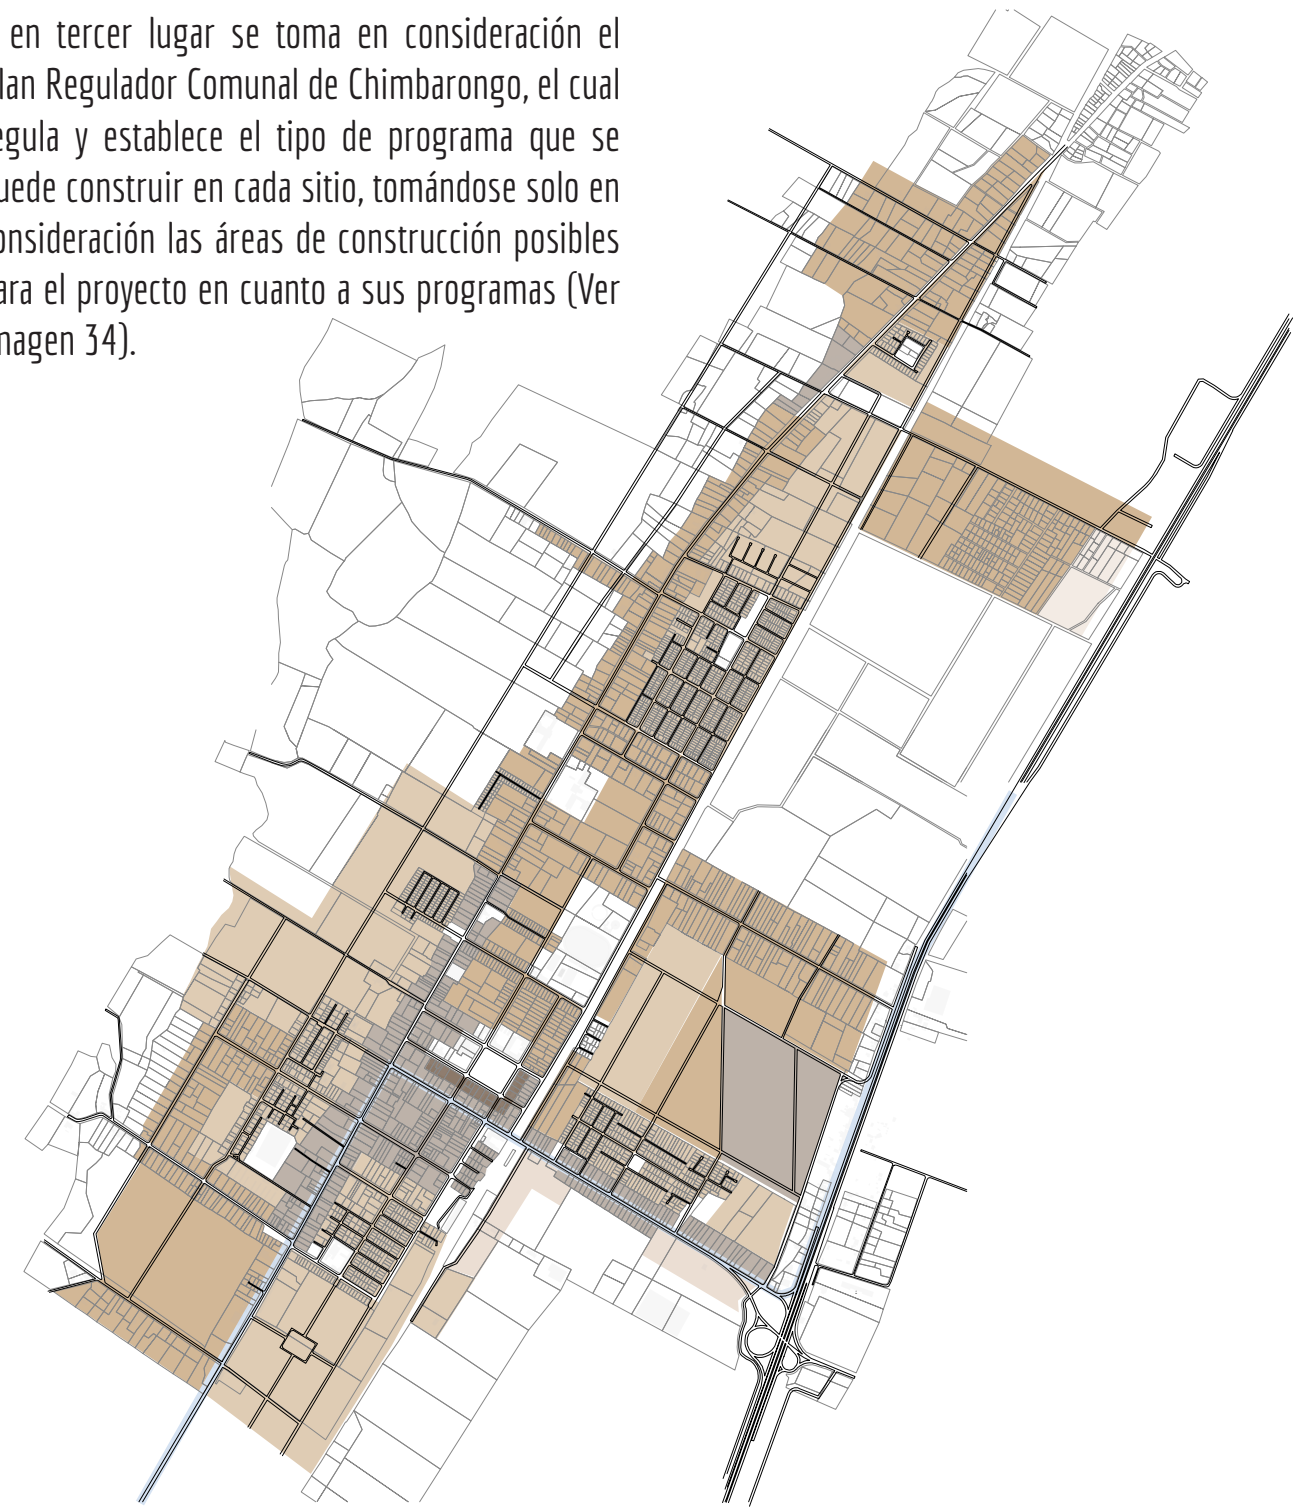 en tercer lugar se toma en consideración el
lan Regulador Comunal de Chimbarongo, el cual
egula y establece el tipo de programa que se
uede construir en cada sitio, tomándose solo en
onsideración las áreas de construcción posibles
ara el proyecto en cuanto a sus programas (Ver
nagen 34).